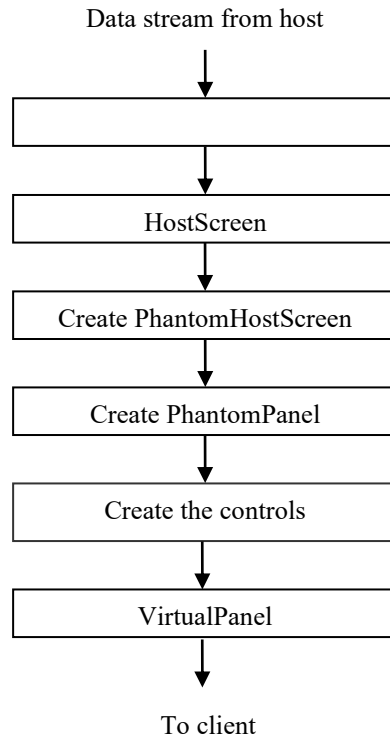 Data stream from host
HostScreen
Create PhantomHostScreen
Create PhantomPanel
Create the controls
VirtualPanel
To client